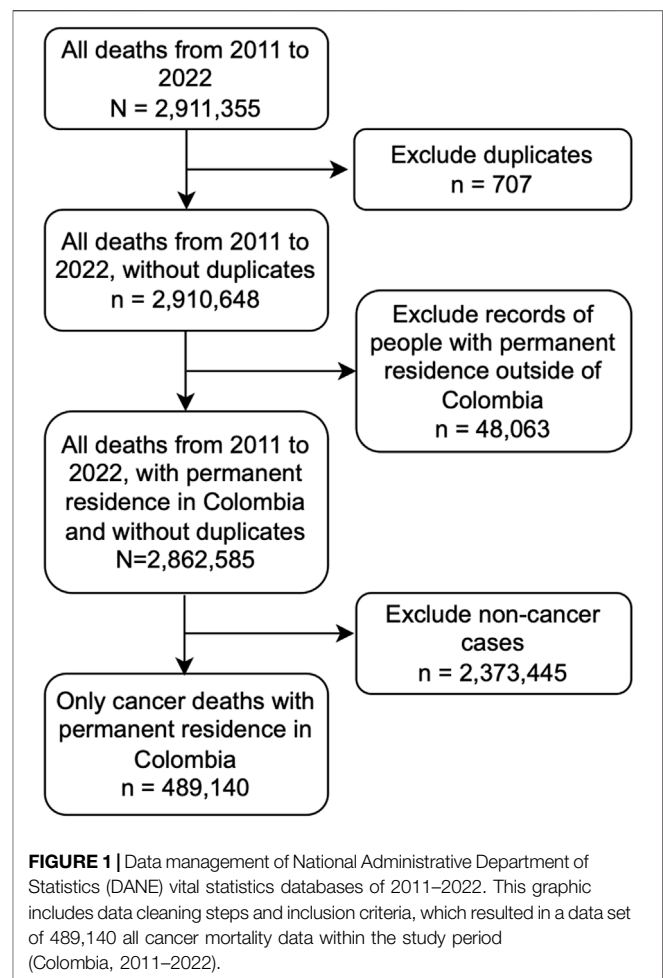 All deaths from 2011 to
2022
N = 2,911,355
Exclude duplicates
n = 707
All deaths from 2011 to
2022, without duplicates
n = 2,910,648
Exclude records of
people with permanent
residence outside of
Colombia
n = 48,063
All deaths from 2011 to
2022, with permanent
residence in Colombia
and without duplicates
N=2,862,585
Exclude non-cancer
cases
n = 2,373,445
Only cancer deaths with
permanent residence in
Colombia
n = 489,140
FIGURE 1 | Data management of National Administrative Department of
Statistics (DANE) vital statistics databases of 2011–2022. This graphic
includes data cleaning steps and inclusion criteria, which resulted in a data set
of 489,140 all cancer mortality data within the study period
(Colombia, 2011–2022).